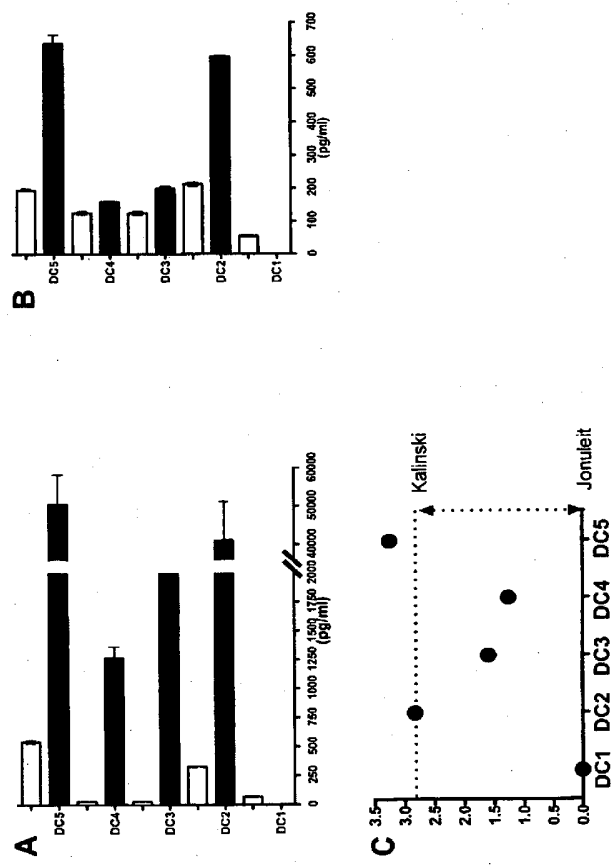 A
DC5
DC4
DC3
DC2
DC1
0
250
500
750
1000
1250
1500
1750
2000
40000
50000
60000
(pg/ml)
B
DC5
DC4
DC3
DC2
DC1
0
100
200
300
400
500
600
700
(pg/ml)
C
3.5
3.0
2.5
2.0
1.5
1.0
0.5
0.0
Kalinski
Jonuleit
DC1
DC2
DC3
DC4
DC5